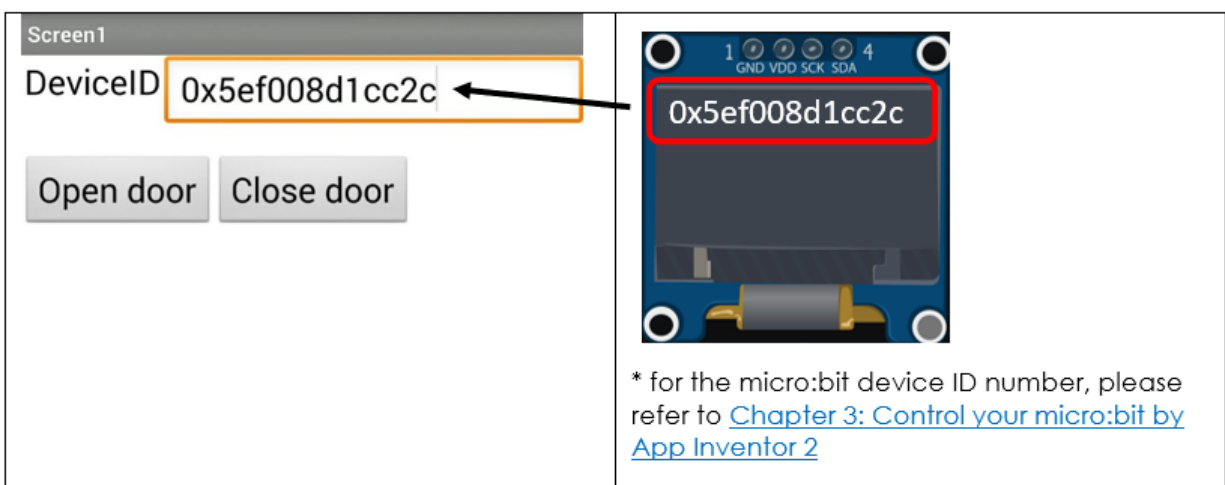 Screen1
DeviceID 0x5ef008d1cc2c
Open door Close door
1 4
GND VDD SCK SDA
0x5ef008d1cc2c
* for the micro:bit device ID number, please
refer to Chapter 3: Control your micro:bit by
App Inventor 2